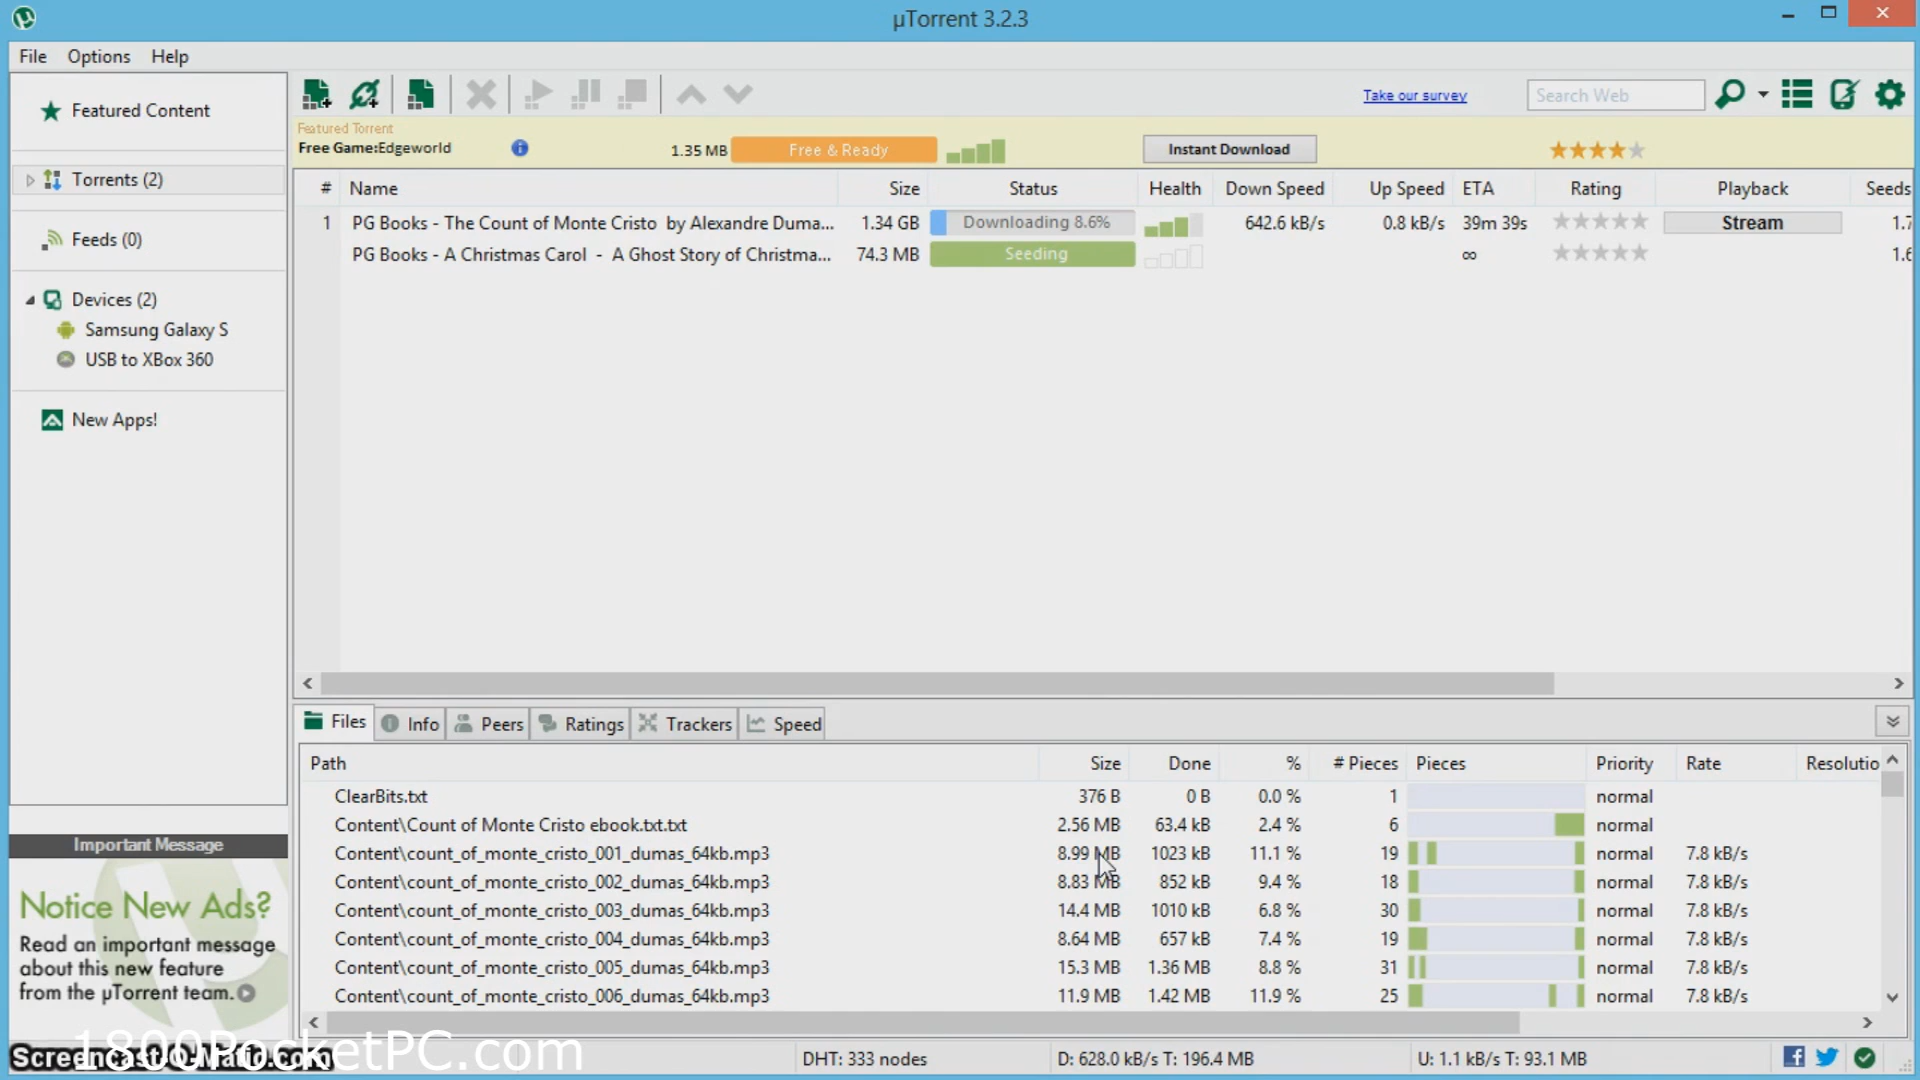 µTorrent 3.2.3
File Options Help
Featured Content
Torrents (2)
Feeds (0)
Devices (2)
Samsung Galaxy S
USB to XBox 360
New Apps!
Important Message
Notice New Ads?
Read an important message
about this new feature
from the µTorrent team.
Take our survey
Search Web
Featured Torrent
Free Game:Edgeworld 1.35 MB Free & Ready Instant Download
# Name Size Status Health Down Speed Up Speed ETA Rating Playback Seeds
1 PG Books - The Count of Monte Cristo by Alexandre Duma... 1.34 GB Downloading 8.6% 642.6 kB/s 0.8 kB/s 39m 39s Stream 1.7
PG Books - A Christmas Carol - A Ghost Story of Christma... 74.3 MB Seeding ∞ 1.6
Files Info Peers Ratings Trackers Speed
Path Size Done % # Pieces Pieces Priority Rate Resolutio
ClearBits.txt 376 B 0 B 0.0 % 1 normal
Content\Count of Monte Cristo ebook.txt.txt 2.56 MB 63.4 kB 2.4 % 6 normal
Content\count_of_monte_cristo_001_dumas_64kb.mp3 8.99 MB 1023 kB 11.1 % 19 normal 7.8 kB/s
Content\count_of_monte_cristo_002_dumas_64kb.mp3 8.83 MB 852 kB 9.4 % 18 normal 7.8 kB/s
Content\count_of_monte_cristo_003_dumas_64kb.mp3 14.4 MB 1010 kB 6.8 % 30 normal 7.8 kB/s
Content\count_of_monte_cristo_004_dumas_64kb.mp3 8.64 MB 657 kB 7.4 % 19 normal 7.8 kB/s
Content\count_of_monte_cristo_005_dumas_64kb.mp3 15.3 MB 1.36 MB 8.8 % 31 normal 7.8 kB/s
Content\count_of_monte_cristo_006_dumas_64kb.mp3 11.9 MB 1.42 MB 11.9 % 25 normal 7.8 kB/s
1800PocketPC.com
Screencast-O-Matic.com
DHT: 333 nodes D: 628.0 kB/s T: 196.4 MB U: 1.1 kB/s T: 93.1 MB